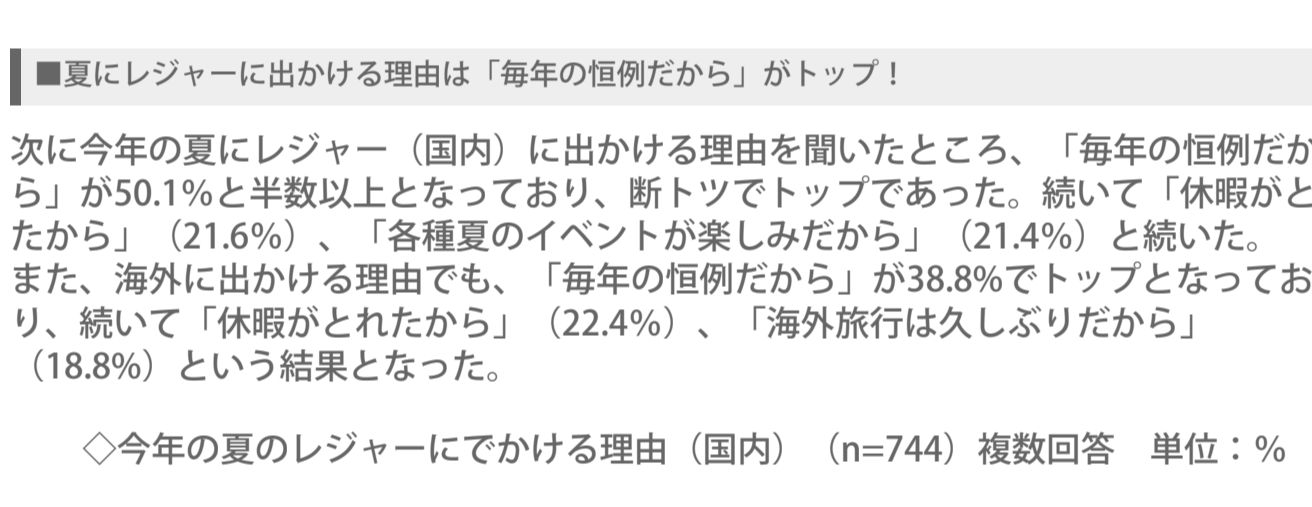 ■夏にレジャーに出かける理由は「毎年の恒例だから」がトップ！
次に今年の夏にレジャー（国内）に出かける理由を聞いたところ、「毎年の恒例だか
ら」が50.1%と半数以上となっており、断トツでトップであった。続いて「休暇がと
たから」（21.6%）、「各種夏のイベントが楽しみだから」（21.4%）と続いた。
また、海外に出かける理由でも、「毎年の恒例だから」が38.8%でトップとなってお
り、続いて「休暇がとれたから」（22.4%）、「海外旅行は久しぶりだから」
（18.8%）という結果となった。
◇今年の夏のレジャーにでかける理由（国内）（n=744）複数回答　単位：％